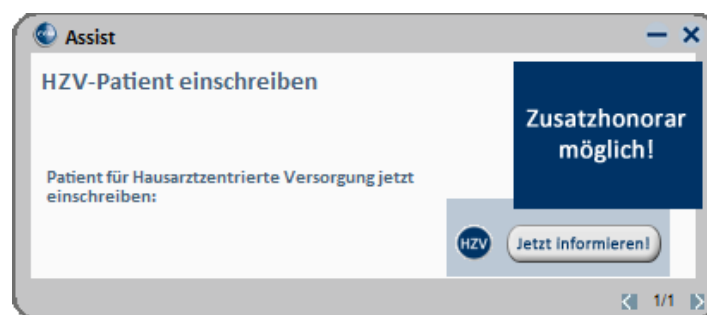 Assist
HZV-Patient einschreiben
Zusatzhonorar
möglich!
Patient für Hausarztzentrierte Versorgung jetzt
einschreiben:
HZV
Jetzt informieren!
1/1